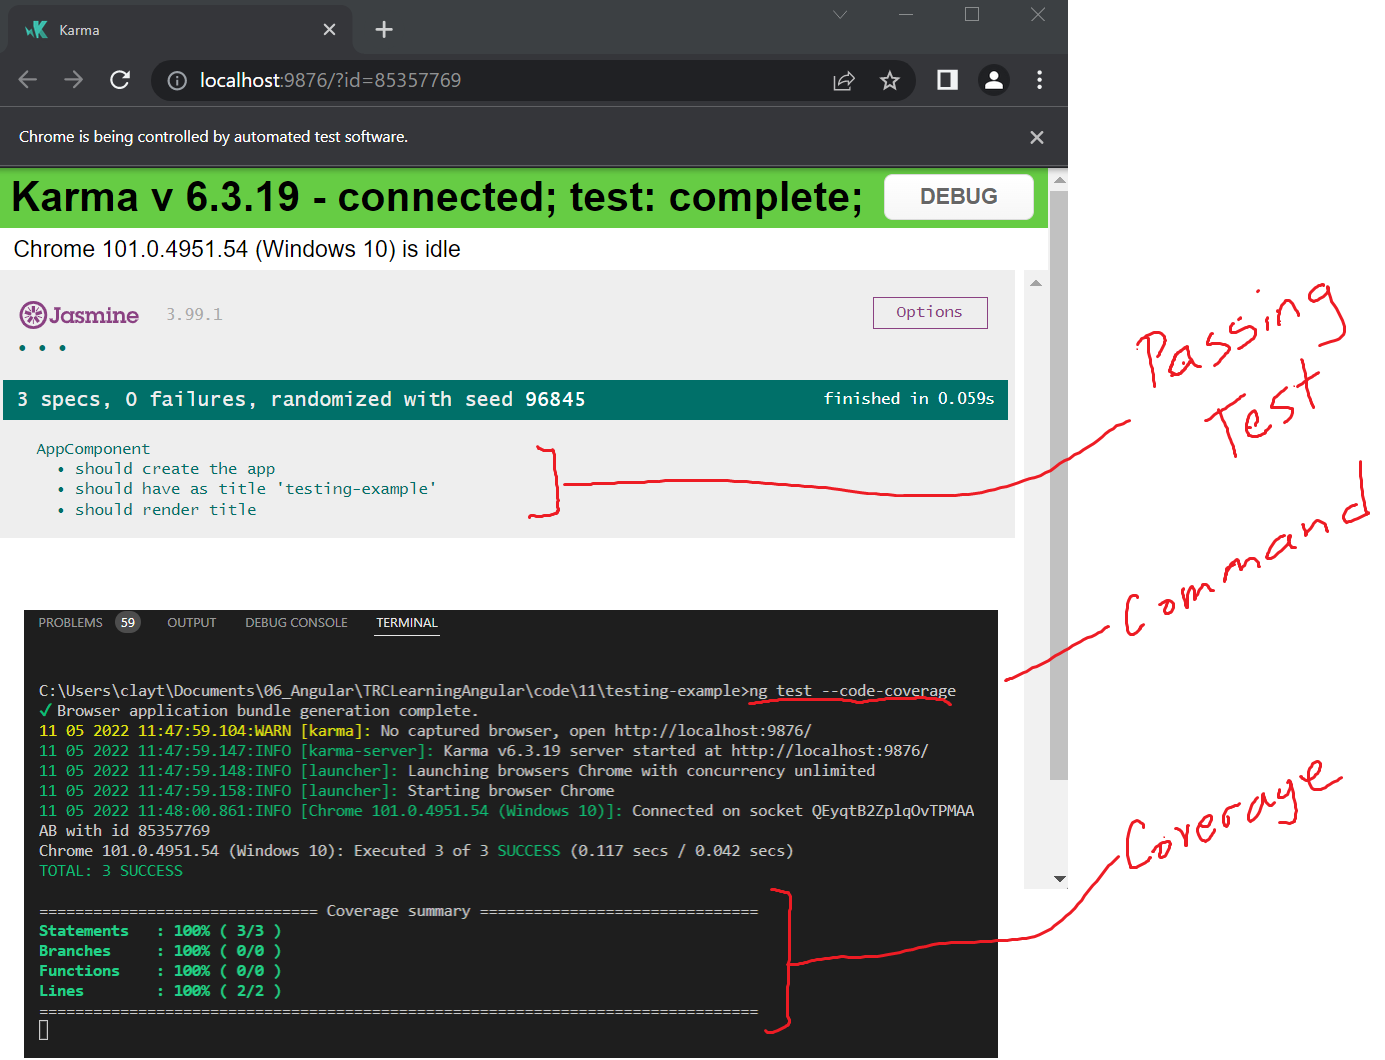 Karma
localhost:9876/?id=85357769
Chrome is being controlled by automated test software.
Karma v 6.3.19 - connected; test: complete;
DEBUG
Chrome 101.0.4951.54 (Windows 10) is idle
Jasmine 3.99.1
Options
• • •
3 specs, 0 failures, randomized with seed 96845
finished in 0.059s
AppComponent
• should create the app
• should have as title 'testing-example'
• should render title
Passing
Test
Command
PROBLEMS 59 OUTPUT DEBUG CONSOLE TERMINAL
C:\Users\clayt\Documents\06_Angular\TRCLearningAngular\code\11\testing-example>ng test --code-coverage
✓ Browser application bundle generation complete.
11 05 2022 11:47:59.104:WARN [karma]: No captured browser, open http://localhost:9876/
11 05 2022 11:47:59.147:INFO [karma-server]: Karma v6.3.19 server started at http://localhost:9876/
11 05 2022 11:47:59.148:INFO [launcher]: Launching browsers Chrome with concurrency unlimited
11 05 2022 11:47:59.158:INFO [launcher]: Starting browser Chrome
11 05 2022 11:48:00.861:INFO [Chrome 101.0.4951.54 (Windows 10)]: Connected on socket QEyqtB2ZplqOvTPMAA
AB with id 85357769
Chrome 101.0.4951.54 (Windows 10): Executed 3 of 3 SUCCESS (0.117 secs / 0.042 secs)
TOTAL: 3 SUCCESS
=============================== Coverage summary ===============================
Statements   : 100% ( 3/3 )
Branches     : 100% ( 0/0 )
Functions    : 100% ( 0/0 )
Lines        : 100% ( 2/2 )
================================================================================
Coverage